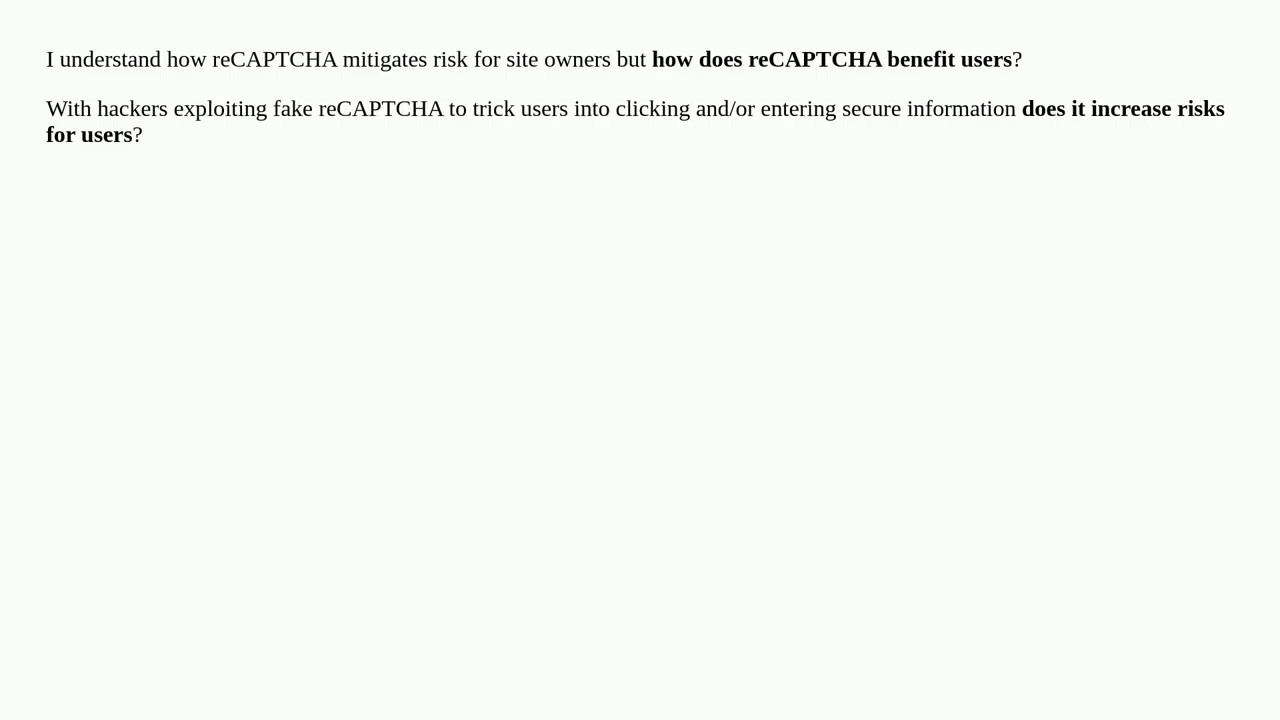 I understand how reCAPTCHA mitigates risk for site owners but how does reCAPTCHA benefit users?
With hackers exploiting fake reCAPTCHA to trick users into clicking and/or entering secure information does it increase risks
for users?